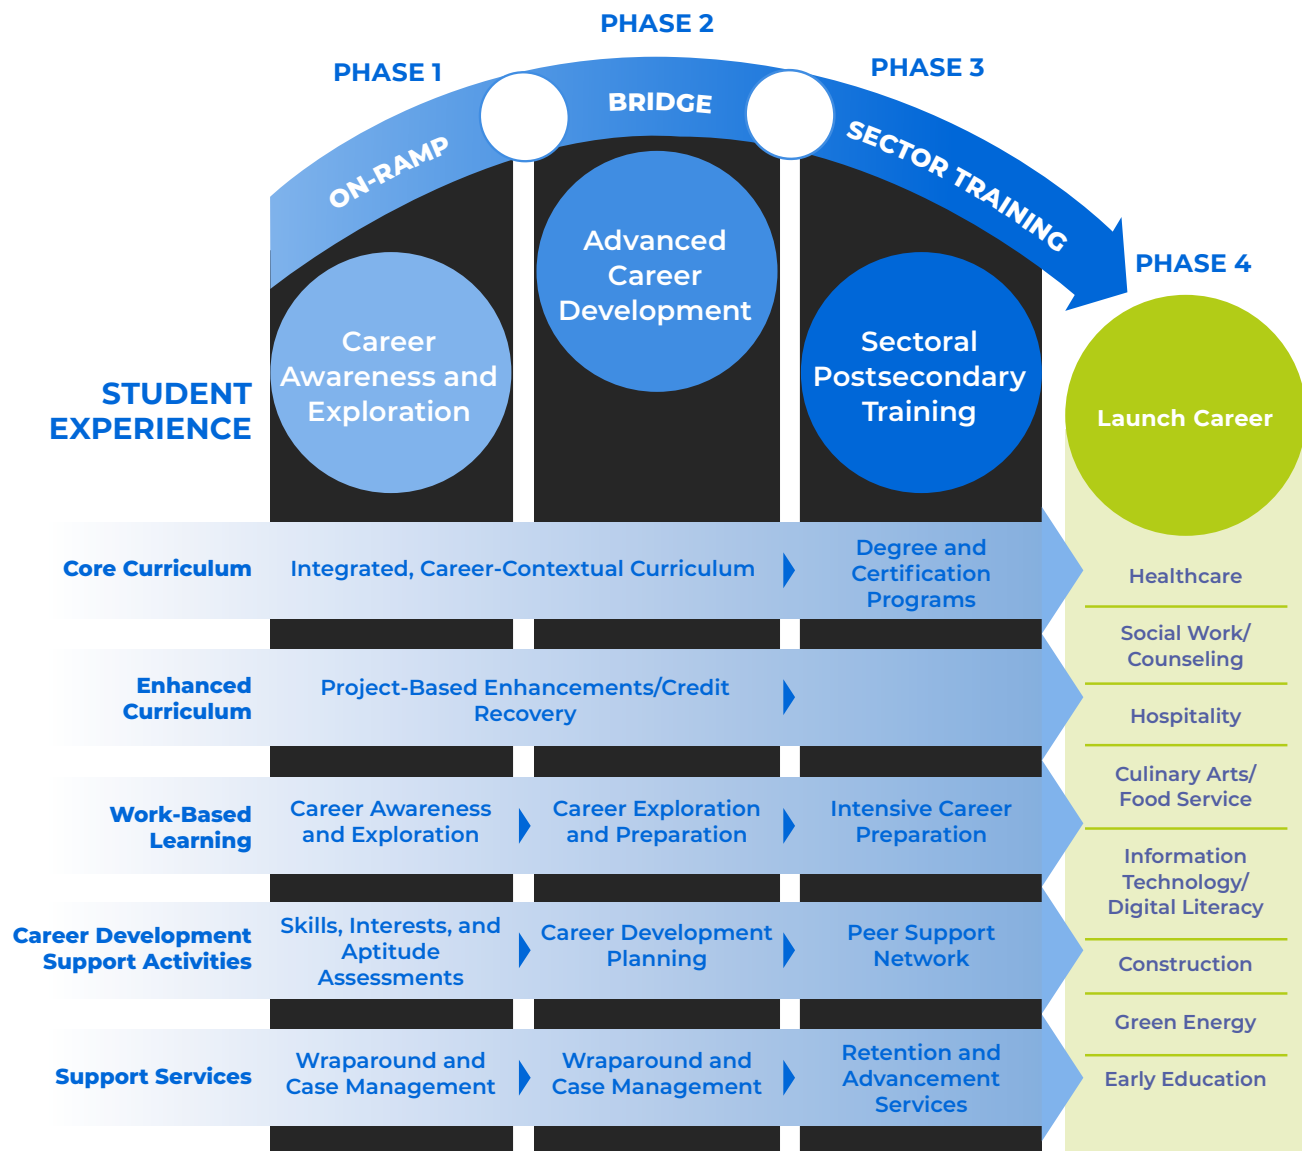 PHASE 1
PHASE 2
PHASE 3
PHASE 4
ON-RAMP
BRIDGE
SECTOR TRAINING
STUDENT
EXPERIENCE
Career
Awareness and
Exploration
Advanced
Career
Development
Sectoral
Postsecondary
Training
Launch Career
Core Curriculum
Integrated, Career-Contextual Curriculum
Degree and
Certification
Programs
Enhanced
Curriculum
Project-Based Enhancements/Credit
Recovery
Work-Based
Learning
Career Awareness
and Exploration
Career Exploration
and Preparation
Intensive Career
Preparation
Career Development
Support Activities
Skills, Interests, and
Aptitude
Assessments
Career Development
Planning
Peer Support
Network
Support Services
Wraparound and
Case Management
Wraparound and
Case Management
Retention and
Advancement
Services
Healthcare
Social Work/
Counseling
Hospitality
Culinary Arts/
Food Service
Information
Technology/
Digital Literacy
Construction
Green Energy
Early Education